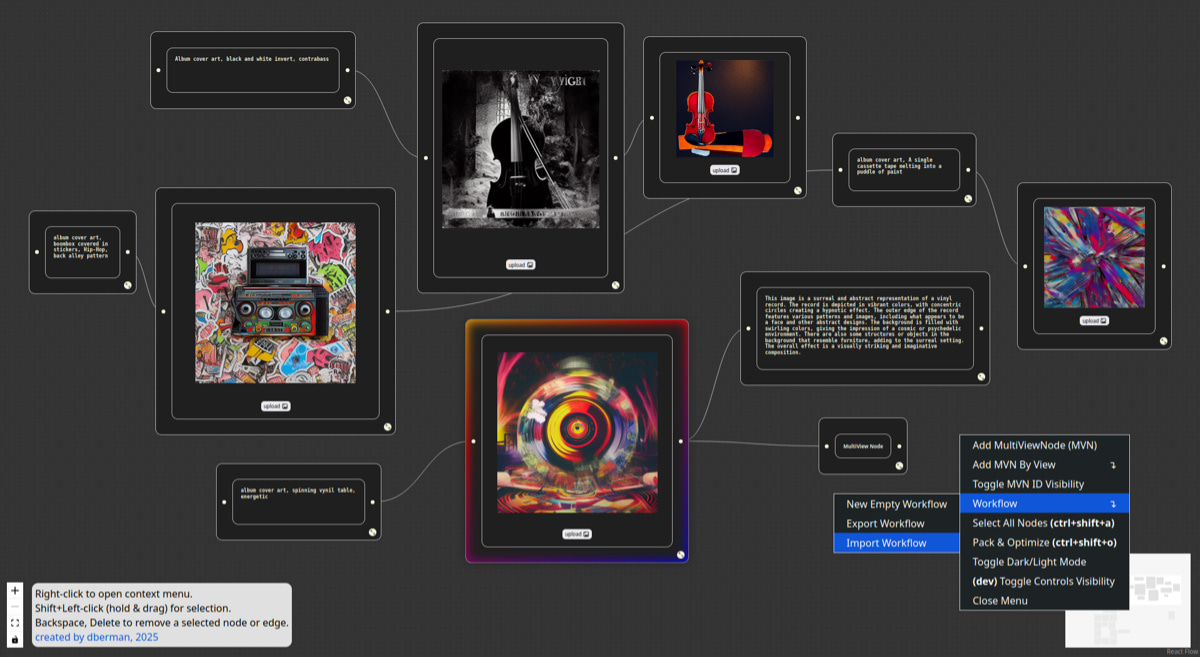 Album cover art, black and white invert, contrabass
upload
upload
album cover art, A single
cassette tape melting into a
puddle of paint
album cover art,
boombox covered in
stickers, Hip-Hop,
back alley pattern
upload
upload
This image is a surreal and abstract representation of a vinyl
record. The record is depicted in vibrant colors, with concentric
circles creating a hypnotic effect. The outer edge of the record
features various patterns and images, including what appears to be
a face and other abstract designs. The background is filled with
swirling colors, giving the impression of a cosmic or psychedelic
environment. There are also some structures or objects in the
background that resemble furniture, adding to the surreal setting.
The overall effect is a visually striking and imaginative
composition.
album cover art, spinning vynil table,
energetic
upload
MultiView Node
Add MultiViewNode (MVN)
Add MVN By View
Toggle MVN ID Visibility
Workflow
Select All Nodes (ctrl+shift+a)
Pack & Optimize (ctrl+shift+o)
Toggle Dark/Light Mode
(dev) Toggle Controls Visibility
Close Menu
New Empty Workflow
Export Workflow
Import Workflow
Right-click to open context menu.
Shift+Left-click (hold & drag) for selection.
Backspace, Delete to remove a selected node or edge.
created by dberman, 2025
React Flow